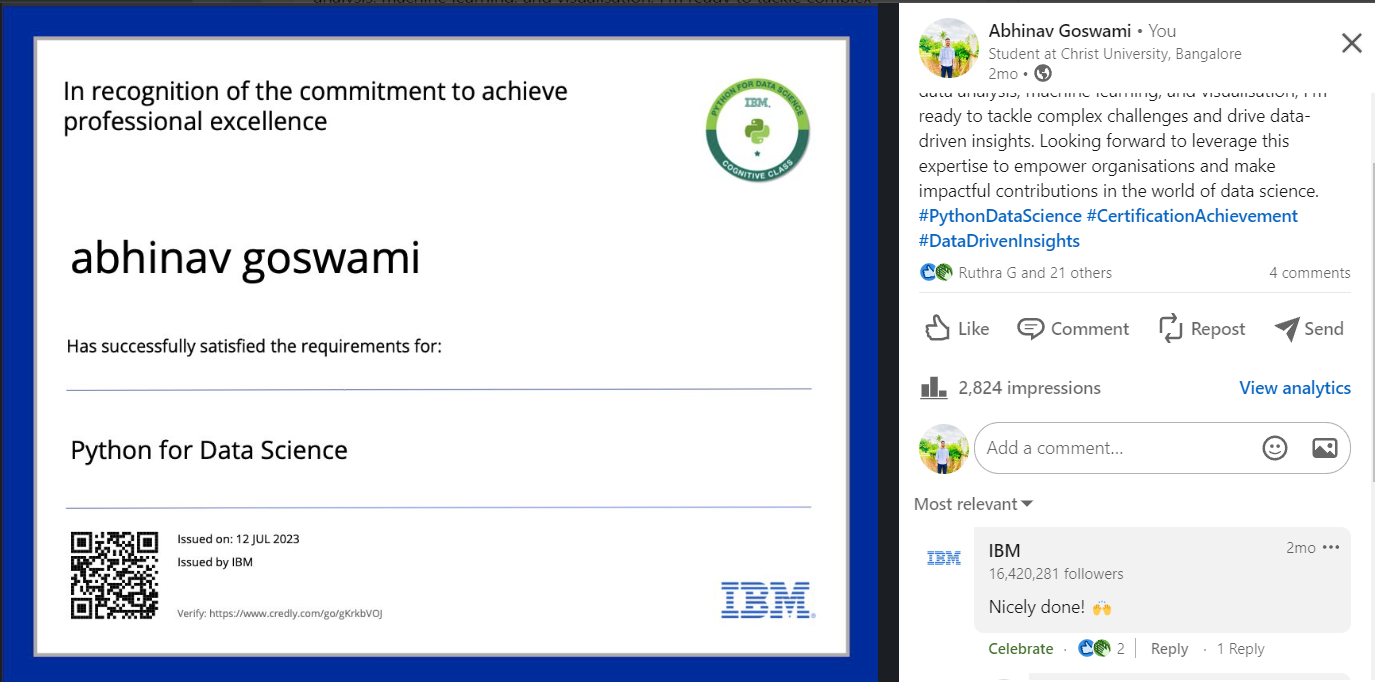 In recognition of the commitment to achieve
professional excellence
PYTHON FOR DATA SCIENCE
IBM.
COGNITIVE CLASS
abhinav goswami
Has successfully satisfied the requirements for:
Python for Data Science
Issued on: 12 JUL 2023
Issued by IBM
Verify: https://www.credly.com/go/gKrkbVOJ
IBM®
Abhinav Goswami • You
Student at Christ University, Bangalore
2mo •
data analysis, machine learning, and visualisation, I'm
ready to tackle complex challenges and drive data-
driven insights. Looking forward to leverage this
expertise to empower organisations and make
impactful contributions in the world of data science.
#PythonDataScience #CertificationAchievement
#DataDrivenInsights
Ruthra G and 21 others 4 comments
Like Comment Repost Send
2,824 impressions View analytics
Add a comment...
Most relevant
IBM
IBM 2mo •••
16,420,281 followers
Nicely done! 🙌
Celebrate · 2 | Reply · 1 Reply